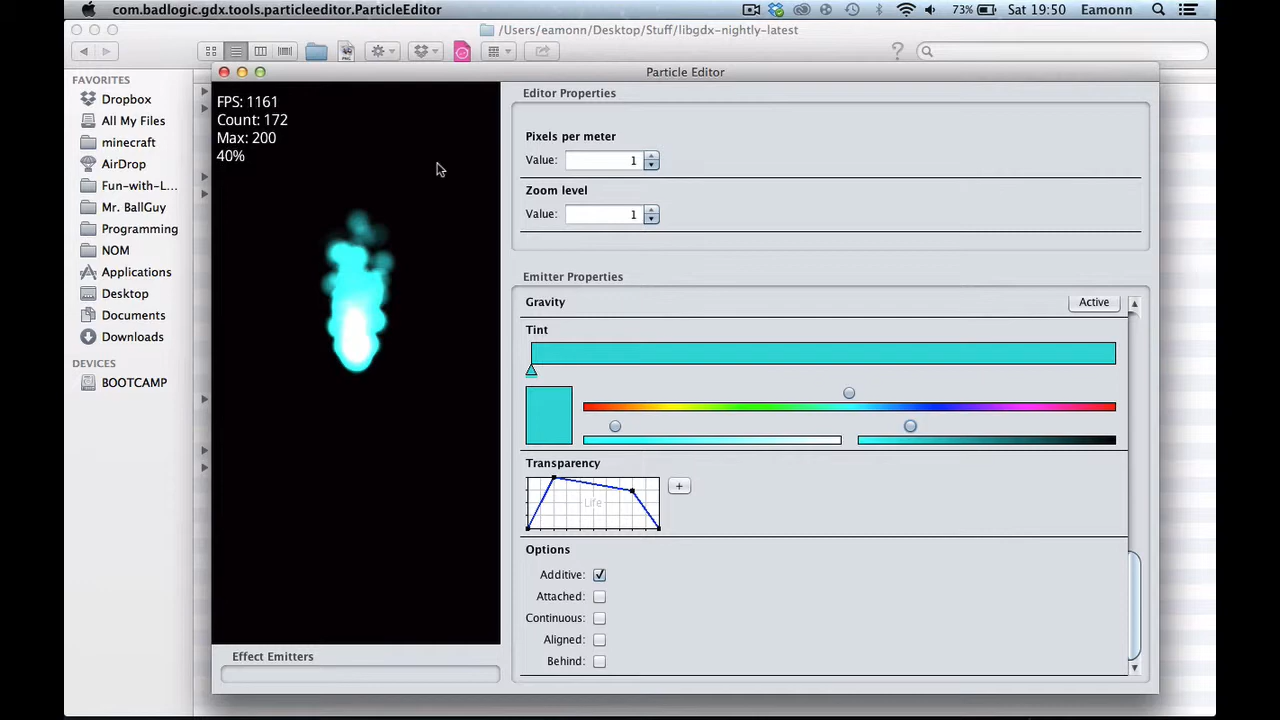 com.badlogic.gdx.tools.particleeditor.ParticleEditor 73% Sat 19:50 Eamonn
/Users/eamonn/Desktop/Stuff/libgdx-nightly-latest
FAVORITES
Dropbox
All My Files
minecraft
AirDrop
Fun-with-L...
Mr. BallGuy
Programming
NOM
Applications
Desktop
Documents
Downloads
DEVICES
BOOTCAMP
Particle Editor
FPS: 1161
Count: 172
Max: 200
40%
Effect Emitters
Editor Properties
Pixels per meter
Value: 1
Zoom level
Value: 1
Emitter Properties
Gravity Active
Tint
Transparency
Life
+
Options
Additive:
Attached:
Continuous:
Aligned:
Behind: